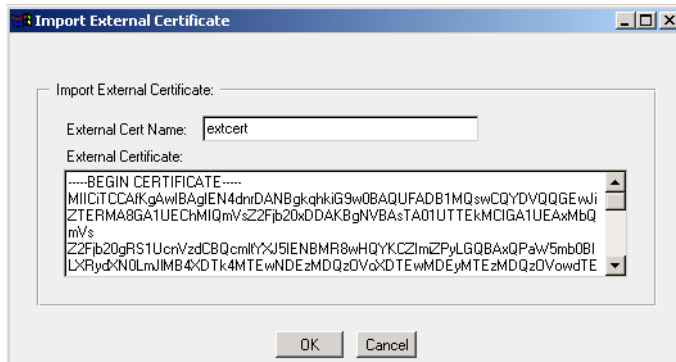 Import External Certificate
Import External Certificate:
External Cert Name: extcert
External Certificate:
-----BEGIN CERTIFICATE-----
MIICiTCCAfKgAwIBAgIEN4dnrDANBgkqhkiG9w0BAQUFADB1MQswCQYDVQQGEwJi
ZTERMA8GA1UEChMIQmVsZ2Fjb20xDDAKBgNVBAsTA01UTTEkMCIGA1UEAxMbQ
mVs
Z2Fjb20gRS1UcnVzdCBQcmltYXJ5IENBMR8wHQYKCZImiZPyLGQBAxQPaW5mb0Bl
LXRydXN0LmJlMB4XDTk4MTEwNDEzMDQzOVoXDTEwMDEyMTEzMDQzOVowdTE
OK Cancel